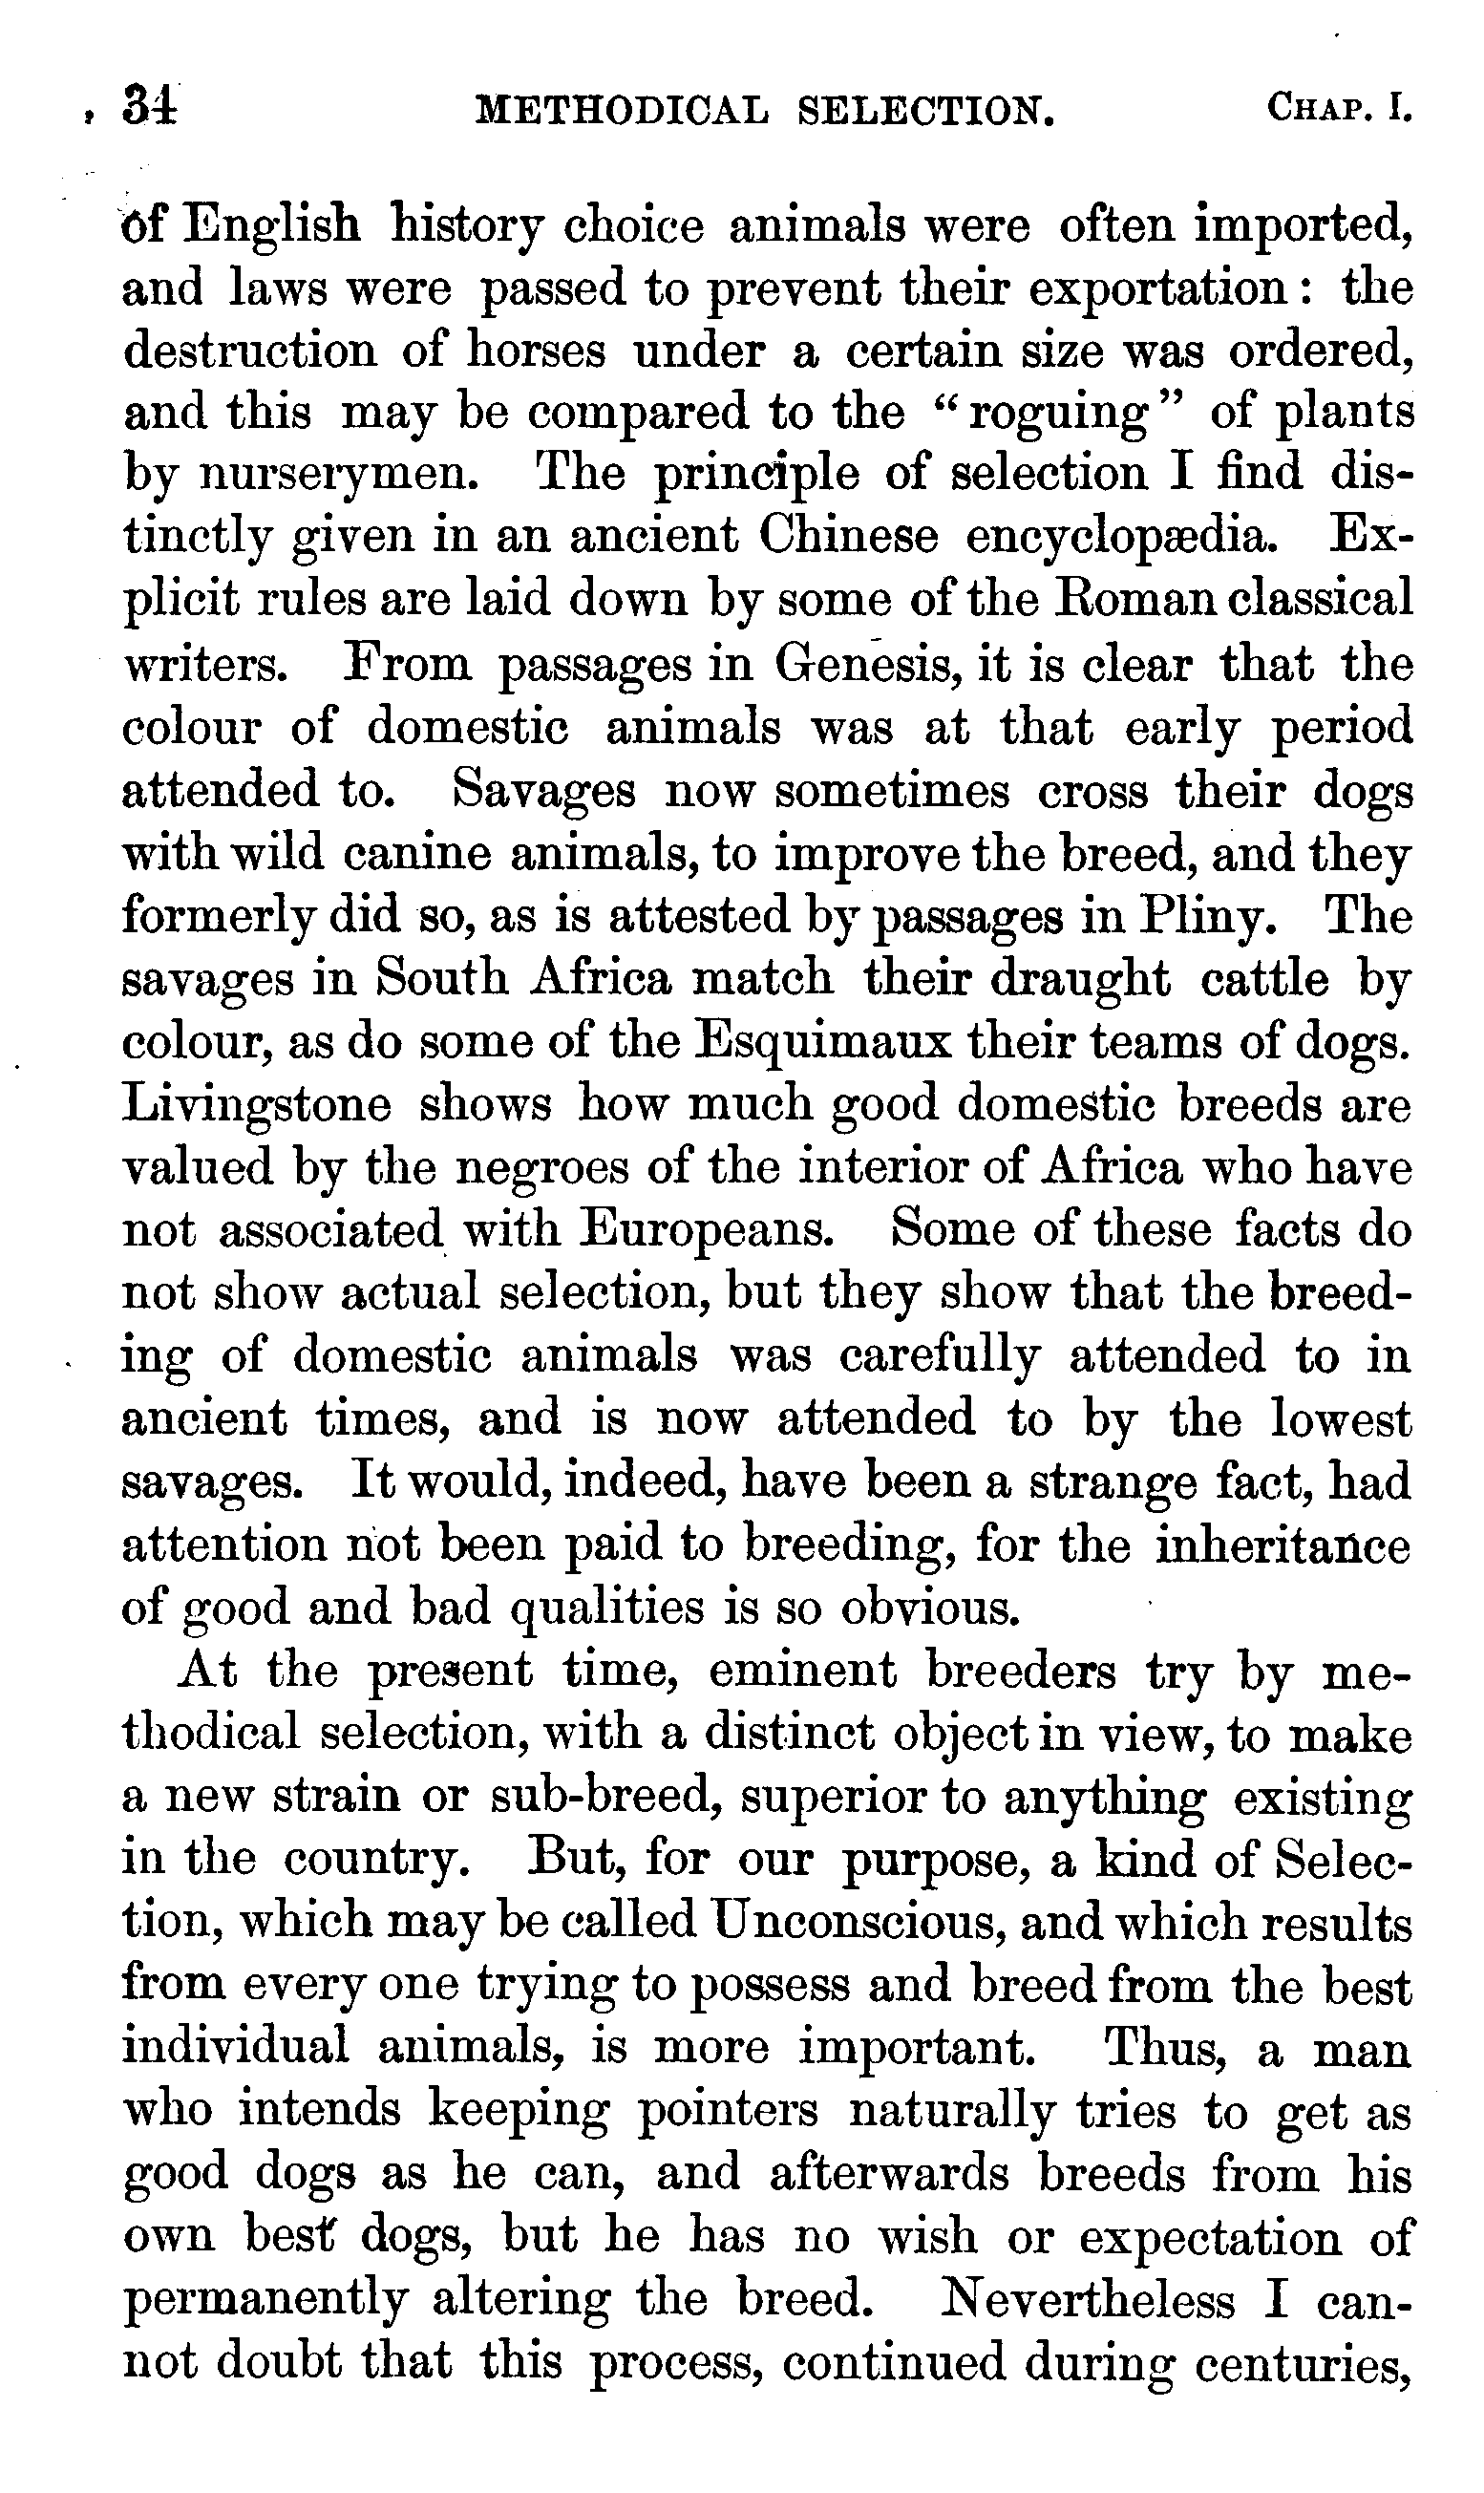 34 METHODICAL SELECTION. CHAP. I.
of English history choice animals were often imported,
and laws were passed to prevent their exportation: the
destruction of horses under a certain size was ordered,
and this may be compared to the "roguing" of plants
by nurserymen. The principle of selection I find dis-
tinctly given in an ancient Chinese encyclopædia. Ex-
plicit rules are laid down by some of the Roman classical
writers. From passages in Genesis, it is clear that the
colour of domestic animals was at that early period
attended to. Savages now sometimes cross their dogs
with wild canine animals, to improve the breed, and they
formerly did so, as is attested by passages in Pliny. The
savages in South Africa match their draught cattle by
colour, as do some of the Esquimaux their teams of dogs.
Livingstone shows how much good domestic breeds are
valued by the negroes of the interior of Africa who have
not associated with Europeans. Some of these facts do
not show actual selection, but they show that the breed-
ing of domestic animals was carefully attended to in
ancient times, and is now attended to by the lowest
savages. It would, indeed, have been a strange fact, had
attention not been paid to breeding, for the inheritance
of good and bad qualities is so obvious.
At the present time, eminent breeders try by me-
thodical selection, with a distinct object in view, to make
a new strain or sub-breed, superior to anything existing
in the country. But, for our purpose, a kind of Selec-
tion, which may be called Unconscious, and which results
from every one trying to possess and breed from the best
individual animals, is more important. Thus, a man
who intends keeping pointers naturally tries to get as
good dogs as he can, and afterwards breeds from his
own best dogs, but he has no wish or expectation of
permanently altering the breed. Nevertheless I can-
not doubt that this process, continued during centuries,